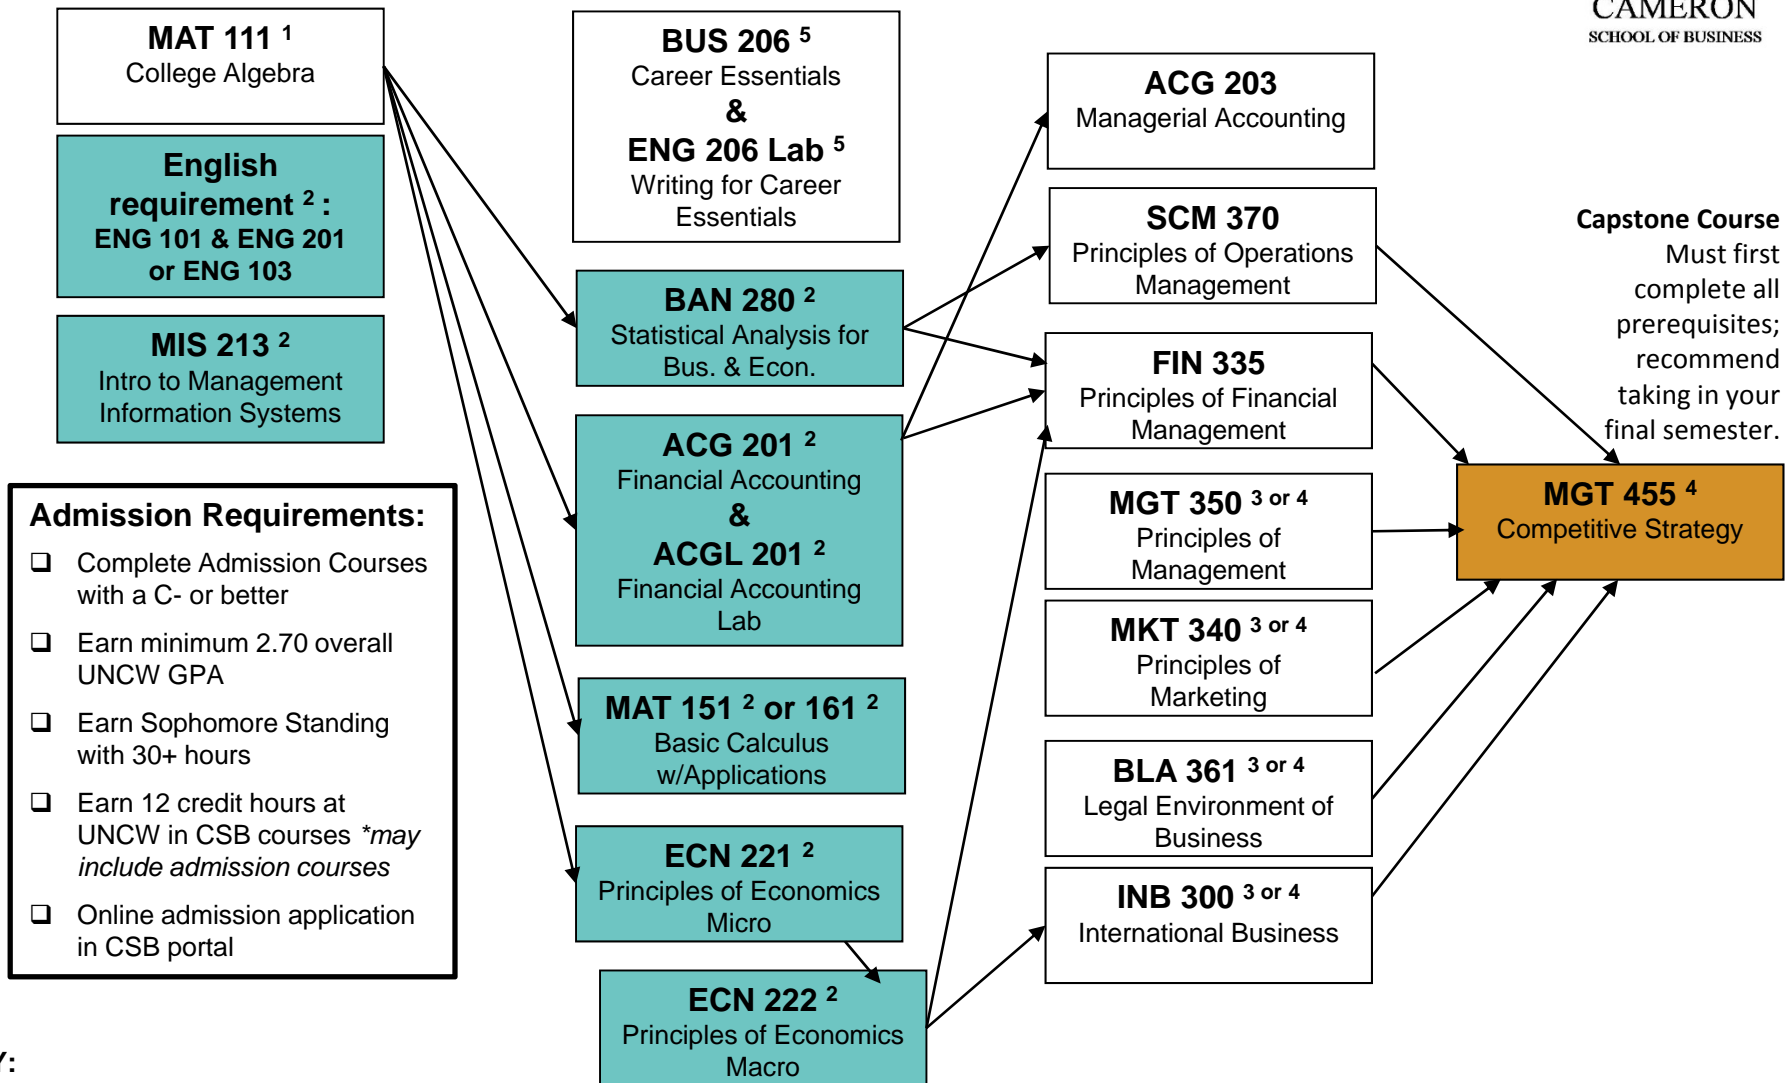 CAMERON
SCHOOL OF BUSINESS
MAT 111 1
College Algebra
English
requirement 2 :
ENG 101 & ENG 201
or ENG 103
MIS 213 2
Intro to Management
Information Systems
Admission Requirements:
❑ Complete Admission Courses
with a C- or better
❑ Earn minimum 2.70 overall
UNCW GPA
❑ Earn Sophomore Standing
with 30+ hours
❑ Earn 12 credit hours at
UNCW in CSB courses *may
include admission courses
❑ Online admission application
in CSB portal
BUS 206 5
Career Essentials
&
ENG 206 Lab 5
Writing for Career
Essentials
BAN 280 2
Statistical Analysis for
Bus. & Econ.
ACG 201 2
Financial Accounting
&
ACGL 201 2
Financial Accounting
Lab
MAT 151 2 or 161 2
Basic Calculus
w/Applications
ECN 221 2
Principles of Economics
Micro
ECN 222 2
Principles of Economics
Macro
ACG 203
Managerial Accounting
SCM 370
Principles of Operations
Management
FIN 335
Principles of Financial
Management
MGT 350 3 or 4
Principles of
Management
MKT 340 3 or 4
Principles of
Marketing
BLA 361 3 or 4
Legal Environment of
Business
INB 300 3 or 4
International Business
Capstone Course
Must first
complete all
prerequisites;
recommend
taking in your
final semester.
MGT 455 4
Competitive Strategy
Y: